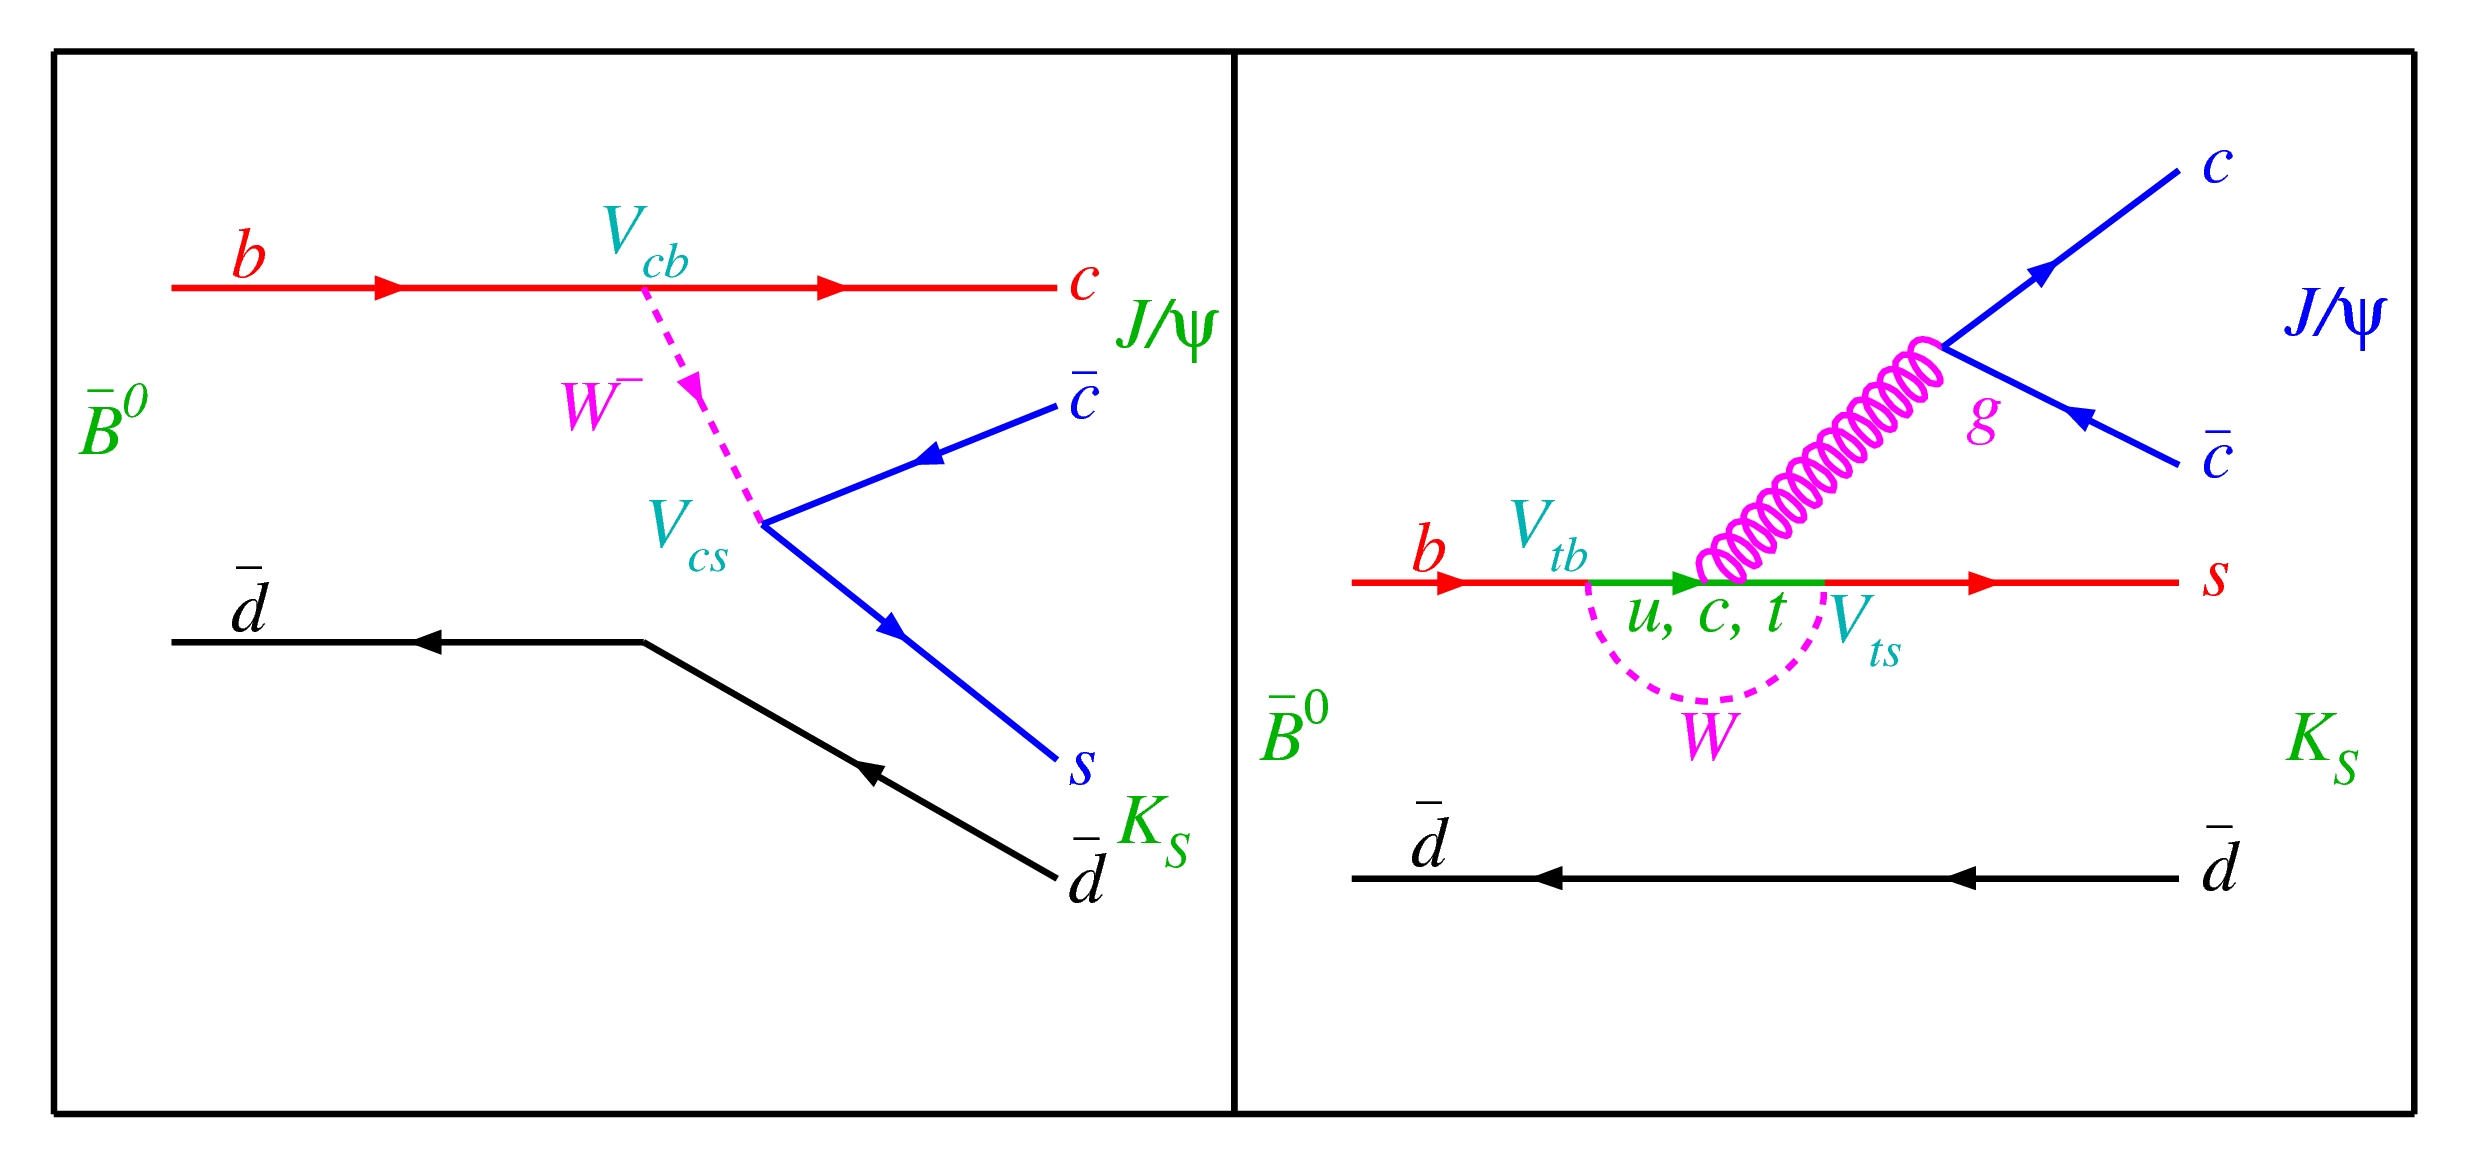 V_cb
b
c
J/ψ
c̄
W⁻
B̄⁰
V_cs
d̄
s
K_S
d̄
c
J/ψ
c̄
g
V_tb
b
s
u, c, t
V_ts
B̄⁰
W
K_S
d̄
d̄